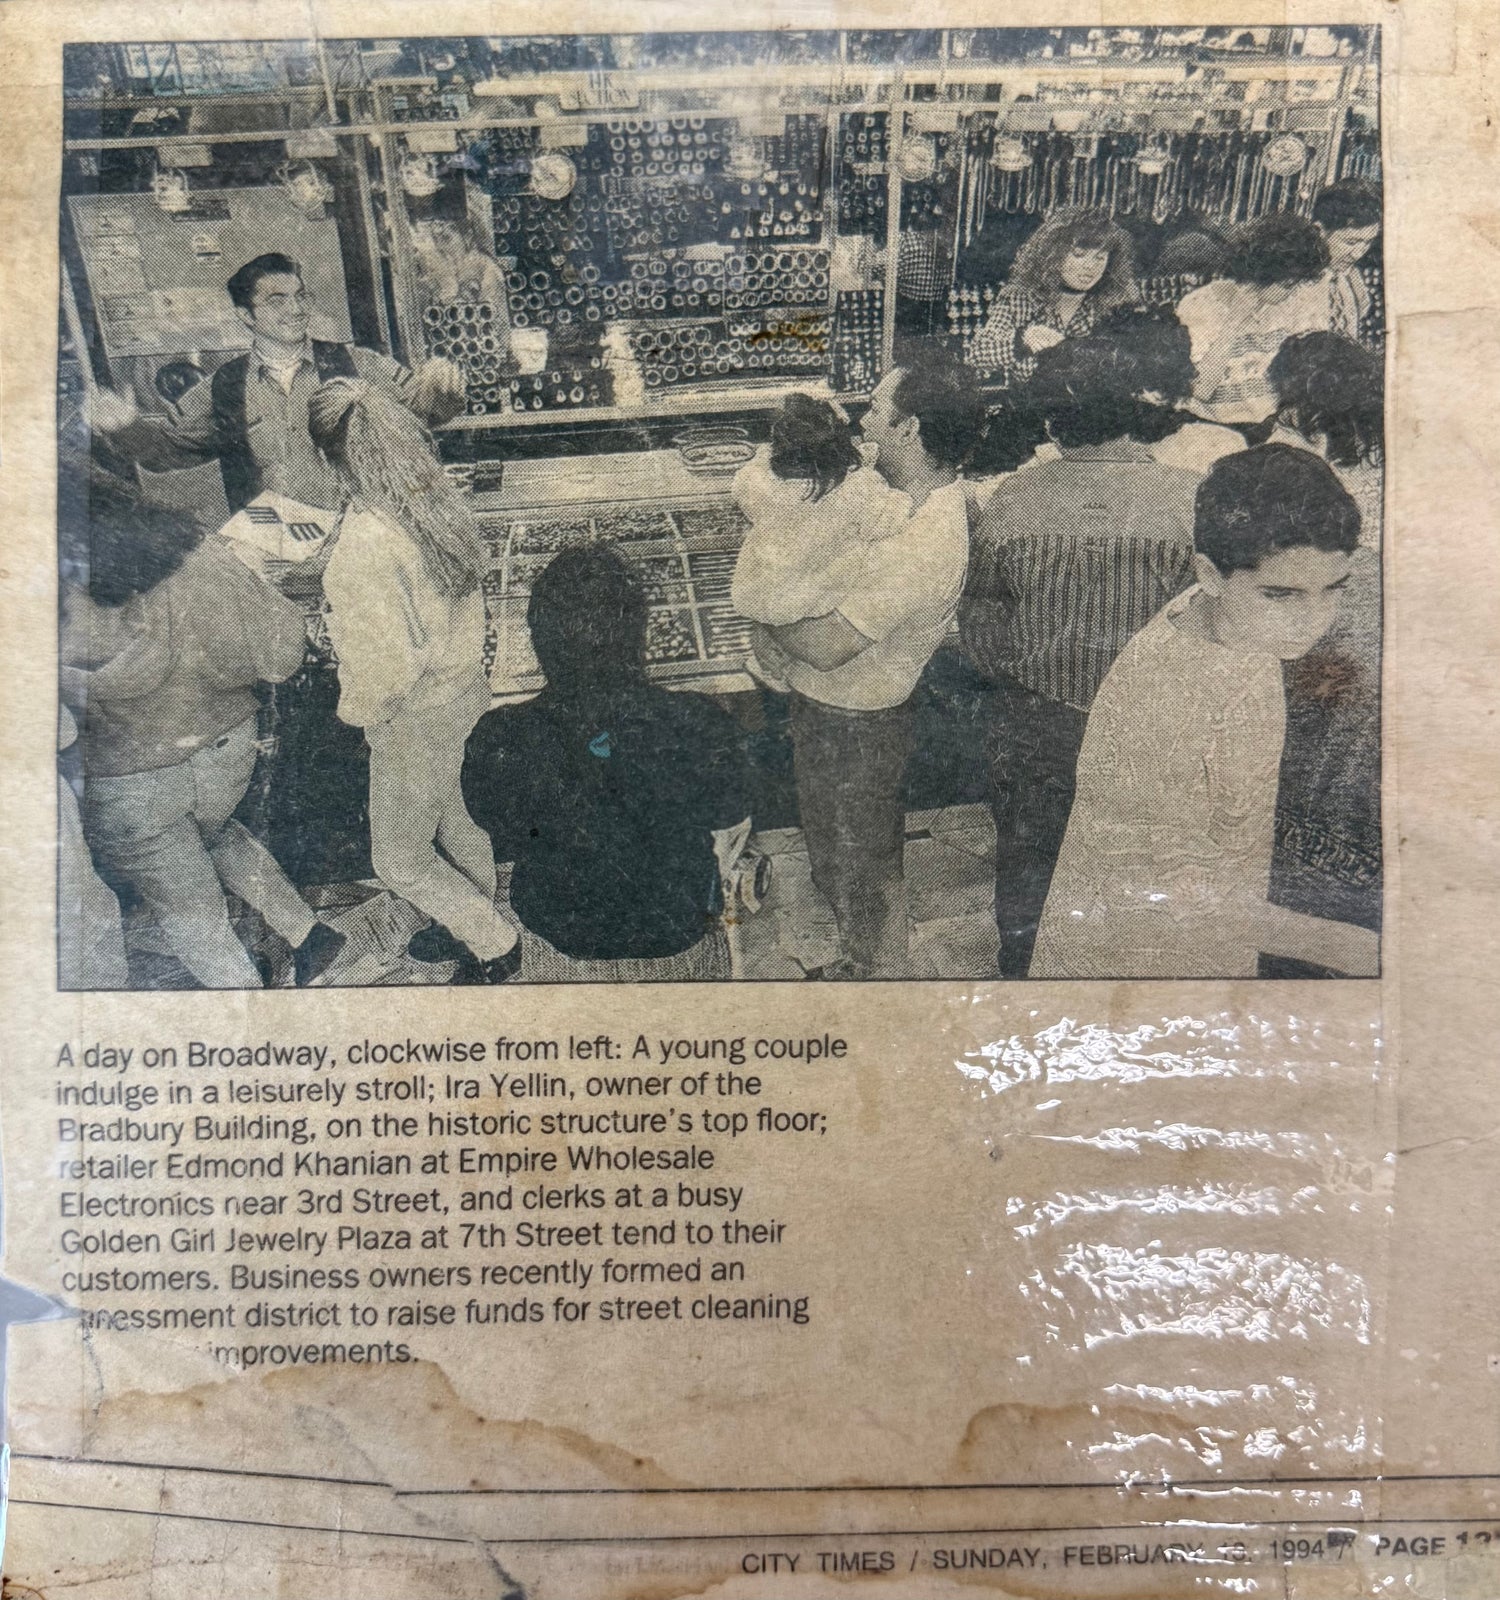 A day on Broadway, clockwise from left: A young couple
indulge in a leisurely stroll; Ira Yellin, owner of the
Bradbury Building, on the historic structure's top floor;
retailer Edmond Khanian at Empire Wholesale
Electronics near 3rd Street, and clerks at a busy
Golden Girl Jewelry Plaza at 7th Street tend to their
customers. Business owners recently formed an
district to raise funds for street cleaning
improvements.
CITY TIMES / SUNDAY, FEBRUARY 1994 / PAGE